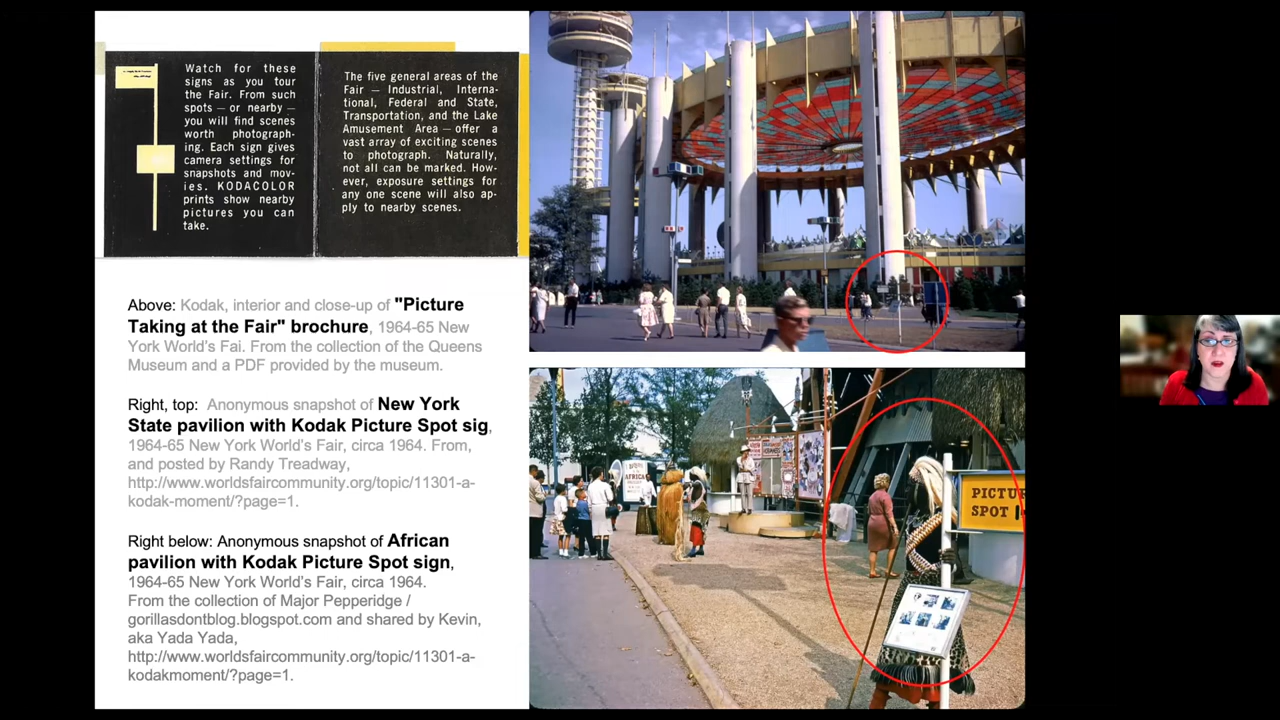 Watch for these
signs as you tour
the Fair. From such
spots — or nearby —
you will find scenes
worth photograph-
ing. Each sign gives
camera settings for
snapshots and mov-
ies. KODACOLOR
prints show nearby
pictures you can
take.
The five general areas of the
Fair — Industrial, Interna-
tional, Federal and State,
Transportation, and the Lake
Amusement Area — offer a
vast array of exciting scenes
to photograph. Naturally,
not all can be marked. How-
ever, exposure settings for
any one scene will also ap-
ply to nearby scenes.
Above: Kodak, interior and close-up of "Picture
Taking at the Fair" brochure, 1964-65 New
York World's Fai. From the collection of the Queens
Museum and a PDF provided by the museum.
Right, top: Anonymous snapshot of New York
State pavilion with Kodak Picture Spot sig,
1964-65 New York World's Fair, circa 1964. From,
and posted by Randy Treadway,
http://www.worldsfaircommunity.org/topic/11301-a-
kodak-moment/?page=1.
Right below: Anonymous snapshot of African
pavilion with Kodak Picture Spot sign,
1964-65 New York World's Fair, circa 1964.
From the collection of Major Pepperidge /
gorillasdontblog.blogspot.com and shared by Kevin,
aka Yada Yada,
http://www.worldsfaircommunity.org/topic/11301-a-
kodakmoment/?page=1.
AFRICA
PICTU
SPOT